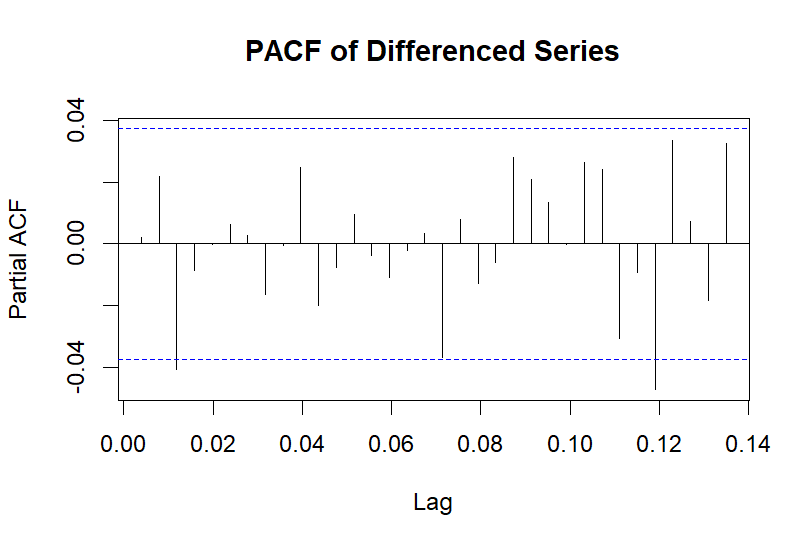 PACF of Differenced Series
Partial ACF
0.04
0.00
-0.04
0.00 0.02 0.04 0.06 0.08 0.10 0.12 0.14
Lag